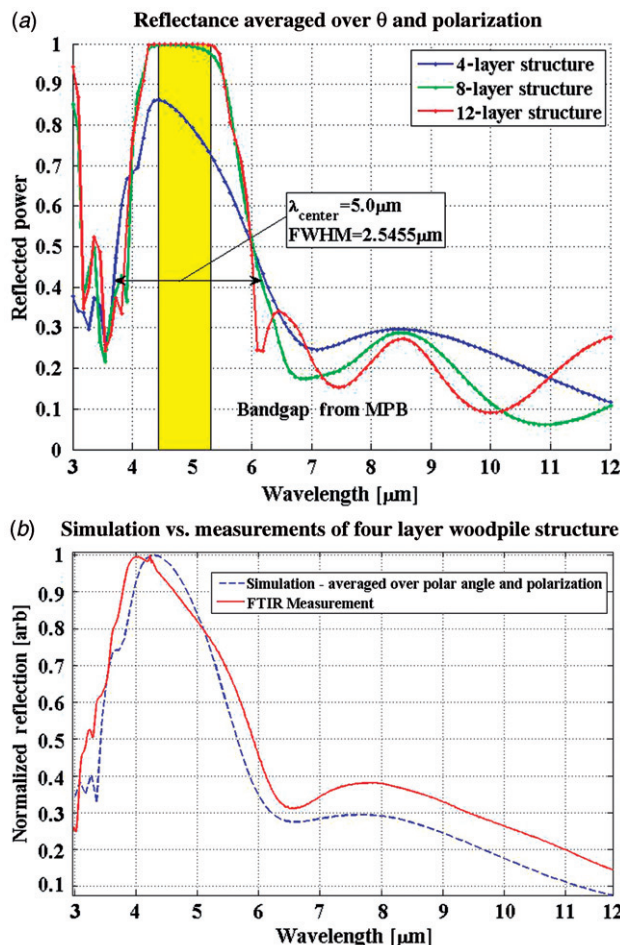 (a) Reflectance averaged over θ and polarization
1
0.9
0.8
0.7
0.6
0.5
0.4
0.3
0.2
0.1
0
Reflected power
4-layer structure
8-layer structure
12-layer structure
λcenter=5.0μm
FWHM=2.5455μm
Bandgap from MPB
3 4 5 6 7 8 9 10 11 12
Wavelength [μm]
(b) Simulation vs. measurements of four layer woodpile structure
1
0.9
0.8
0.7
0.6
0.5
0.4
0.3
0.2
0.1
Normalized reflection [arb]
Simulation - averaged over polar angle and polarization
FTIR Measurement
3 4 5 6 7 8 9 10 11 12
Wavelength [μm]